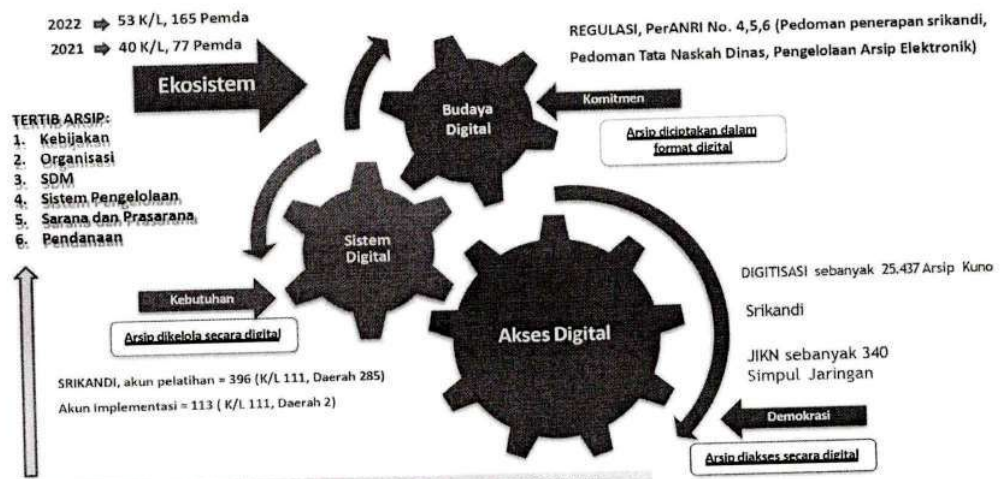 2022 ➡ 53 K/L, 165 Pemda
2021 ➡ 40 K/L, 77 Pemda
Ekosistem
TERTIB ARSIP:
1. Kebijakan
2. Organisasi
3. SDM
4. Sistem Pengelolaan
5. Sarana dan Prasarana
6. Pendanaan
Budaya
Digital
REGULASI, PerANRI No. 4,5,6 (Pedoman penerapan srikandi,
Pedoman Tata Naskah Dinas, Pengelolaan Arsip Elektronik)
Komitmen
Arsip diciptakan dalam
format digital
Sistem
Digital
Kebutuhan
Arsip dikelola secara digital
SRIKANDI, akun pelatihan = 396 (K/L 111, Daerah 285)
Akun Implementasi = 113 ( K/L 111, Daerah 2)
Akses Digital
DIGITISASI sebanyak 25.437 Arsip Kuno
Srikandi
JIKN sebanyak 340
Simpul Jaringan
Demokrasi
Arsip diakses secara digital